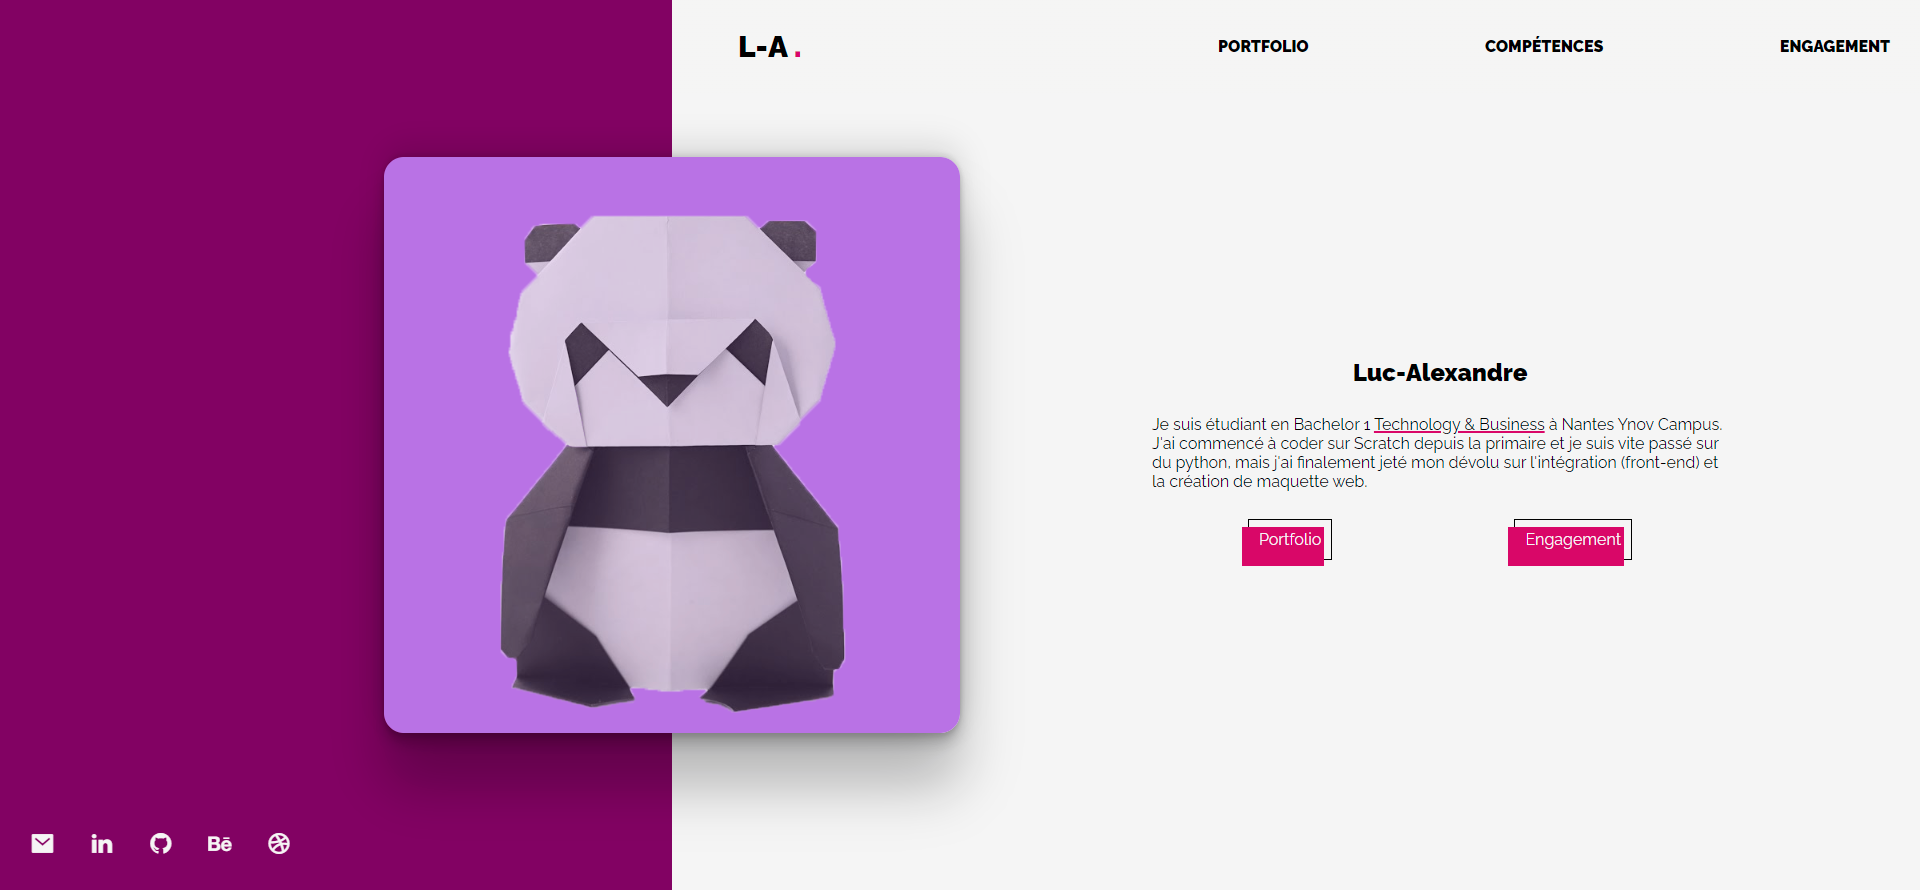 L-A.
PORTFOLIO
COMPÉTENCES
ENGAGEMENT
Luc-Alexandre
Je suis étudiant en Bachelor 1 Technology & Business à Nantes Ynov Campus.
J'ai commencé à coder sur Scratch depuis la primaire et je suis vite passé sur
du python, mais j'ai finalement jeté mon dévolu sur l'intégration (front-end) et
la création de maquette web.
Portfolio
Engagement
in
Bē